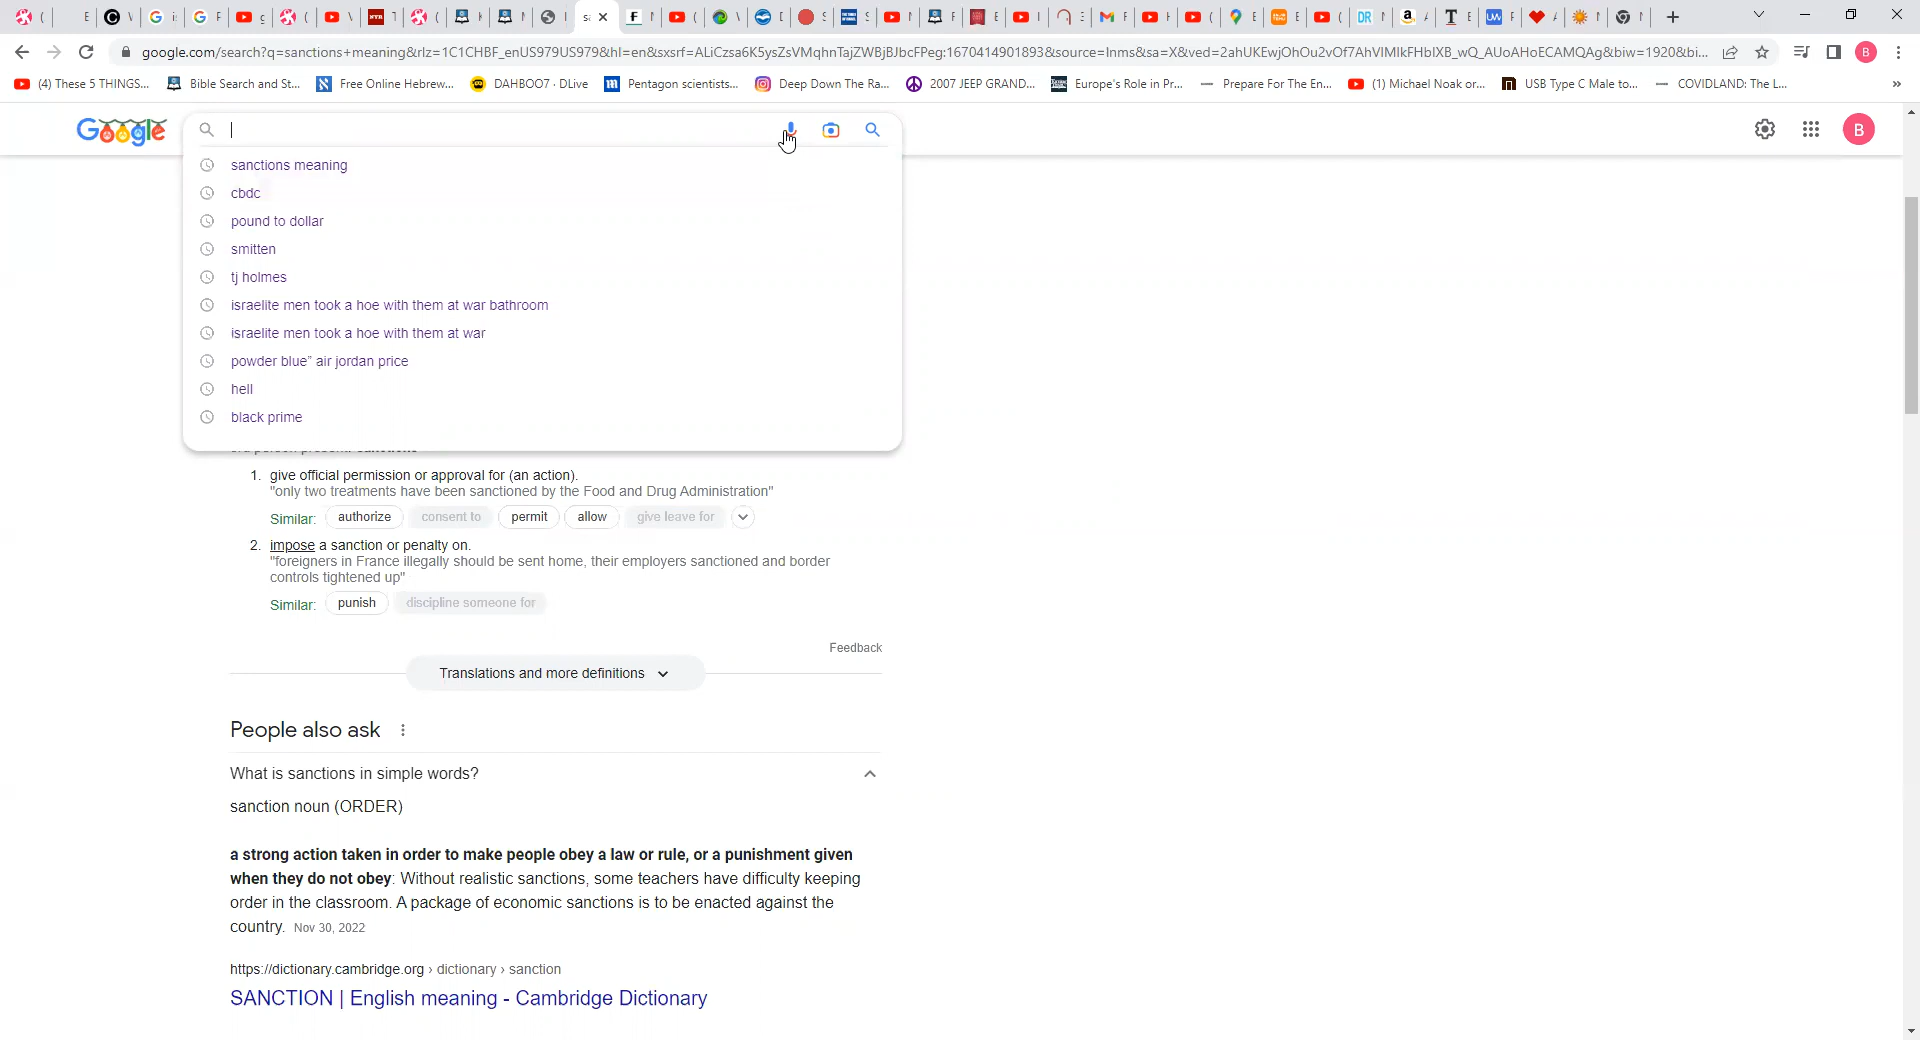 google.com/search?q=sanctions+meaning&rlz=1C1CHBF_enUS979US979&hl=en&sxsrf=ALiCzsa6K5ysZsVMqhnTajZWBjBJbcFPeg:1670414901893&source=lnms&sa=X&ved=2ahUKEwjOhOu2vOf7AhVIMIkFHbIXB_wQ_AUoAHoECAMQAg&biw=1920&bi...
B
(4) These 5 THINGS...
Bible Search and St...
Free Online Hebrew...
DAHBOO7 · DLive
Pentagon scientists...
Deep Down The Ra...
2007 JEEP GRAND...
Europe's Role in Pr...
Prepare For The En...
(1) Michael Noak or...
USB Type C Male to...
COVIDLAND: The L...
Google
B
sanctions meaning
cbdc
pound to dollar
smitten
tj holmes
israelite men took a hoe with them at war bathroom
israelite men took a hoe with them at war
powder blue” air jordan price
hell
black prime
1. give official permission or approval for (an action).
"only two treatments have been sanctioned by the Food and Drug Administration"
Similar: authorize consent to permit allow give leave for
2. impose a sanction or penalty on.
"foreigners in France illegally should be sent home, their employers sanctioned and border
controls tightened up"
Similar: punish discipline someone for
Feedback
Translations and more definitions
People also ask
What is sanctions in simple words?
sanction noun (ORDER)
a strong action taken in order to make people obey a law or rule, or a punishment given
when they do not obey: Without realistic sanctions, some teachers have difficulty keeping
order in the classroom. A package of economic sanctions is to be enacted against the
country. Nov 30, 2022
https://dictionary.cambridge.org › dictionary › sanction
SANCTION | English meaning - Cambridge Dictionary